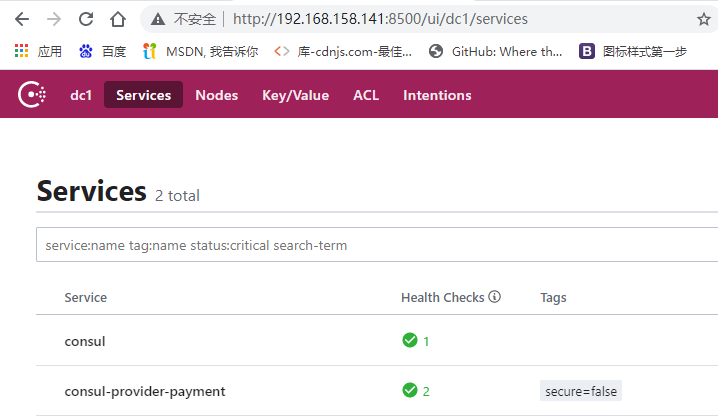 不安全 http://192.168.158.141:8500/ui/dc1/services
应用 百度 MSDN, 我告诉你 库-cdnjs.com-最佳... GitHub: Where th... B 图标样式第一步
dc1 Services Nodes Key/Value ACL Intentions
Services 2 total
service:name tag:name status:critical search-term
Service Health Checks Tags
consul 1
consul-provider-payment 2 secure=false